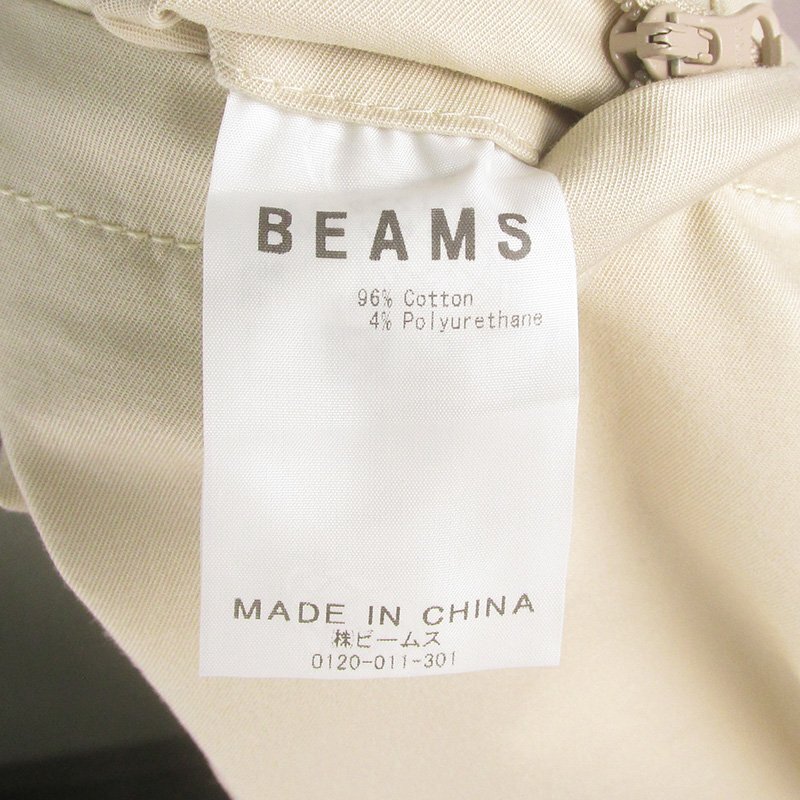 BEAMS
96% Cotton
4% Polyurethane
MADE IN CHINA
㈱ビームス
0120-011-301